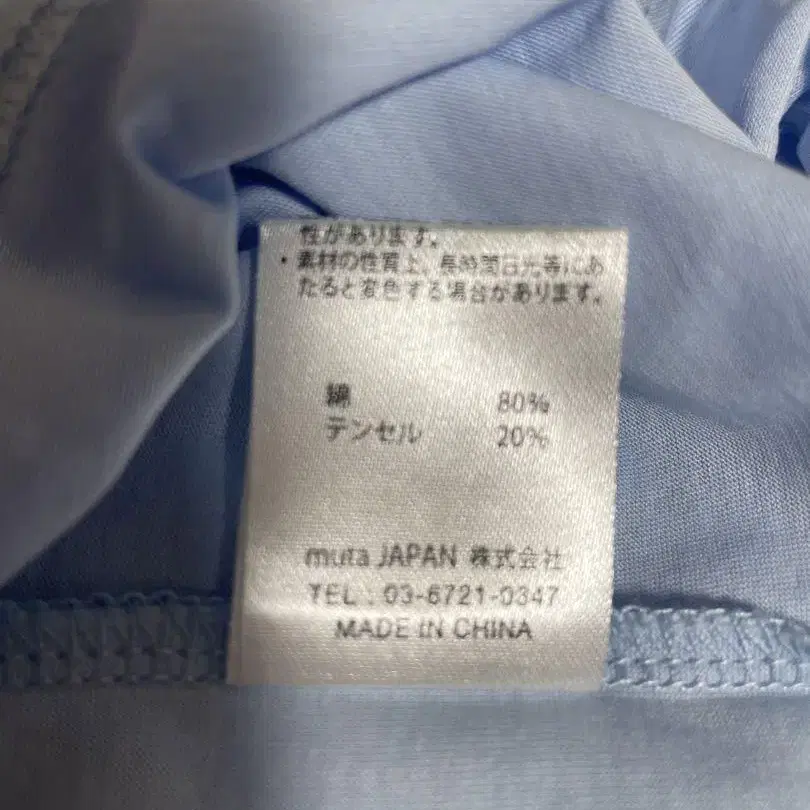 性があります。
・素材の性質上、長時間日光等にあ
たると変色する場合があります。
綿 80%
テンセル 20%
muta JAPAN 株式会社
TEL : 03-6721-0347
MADE IN CHINA